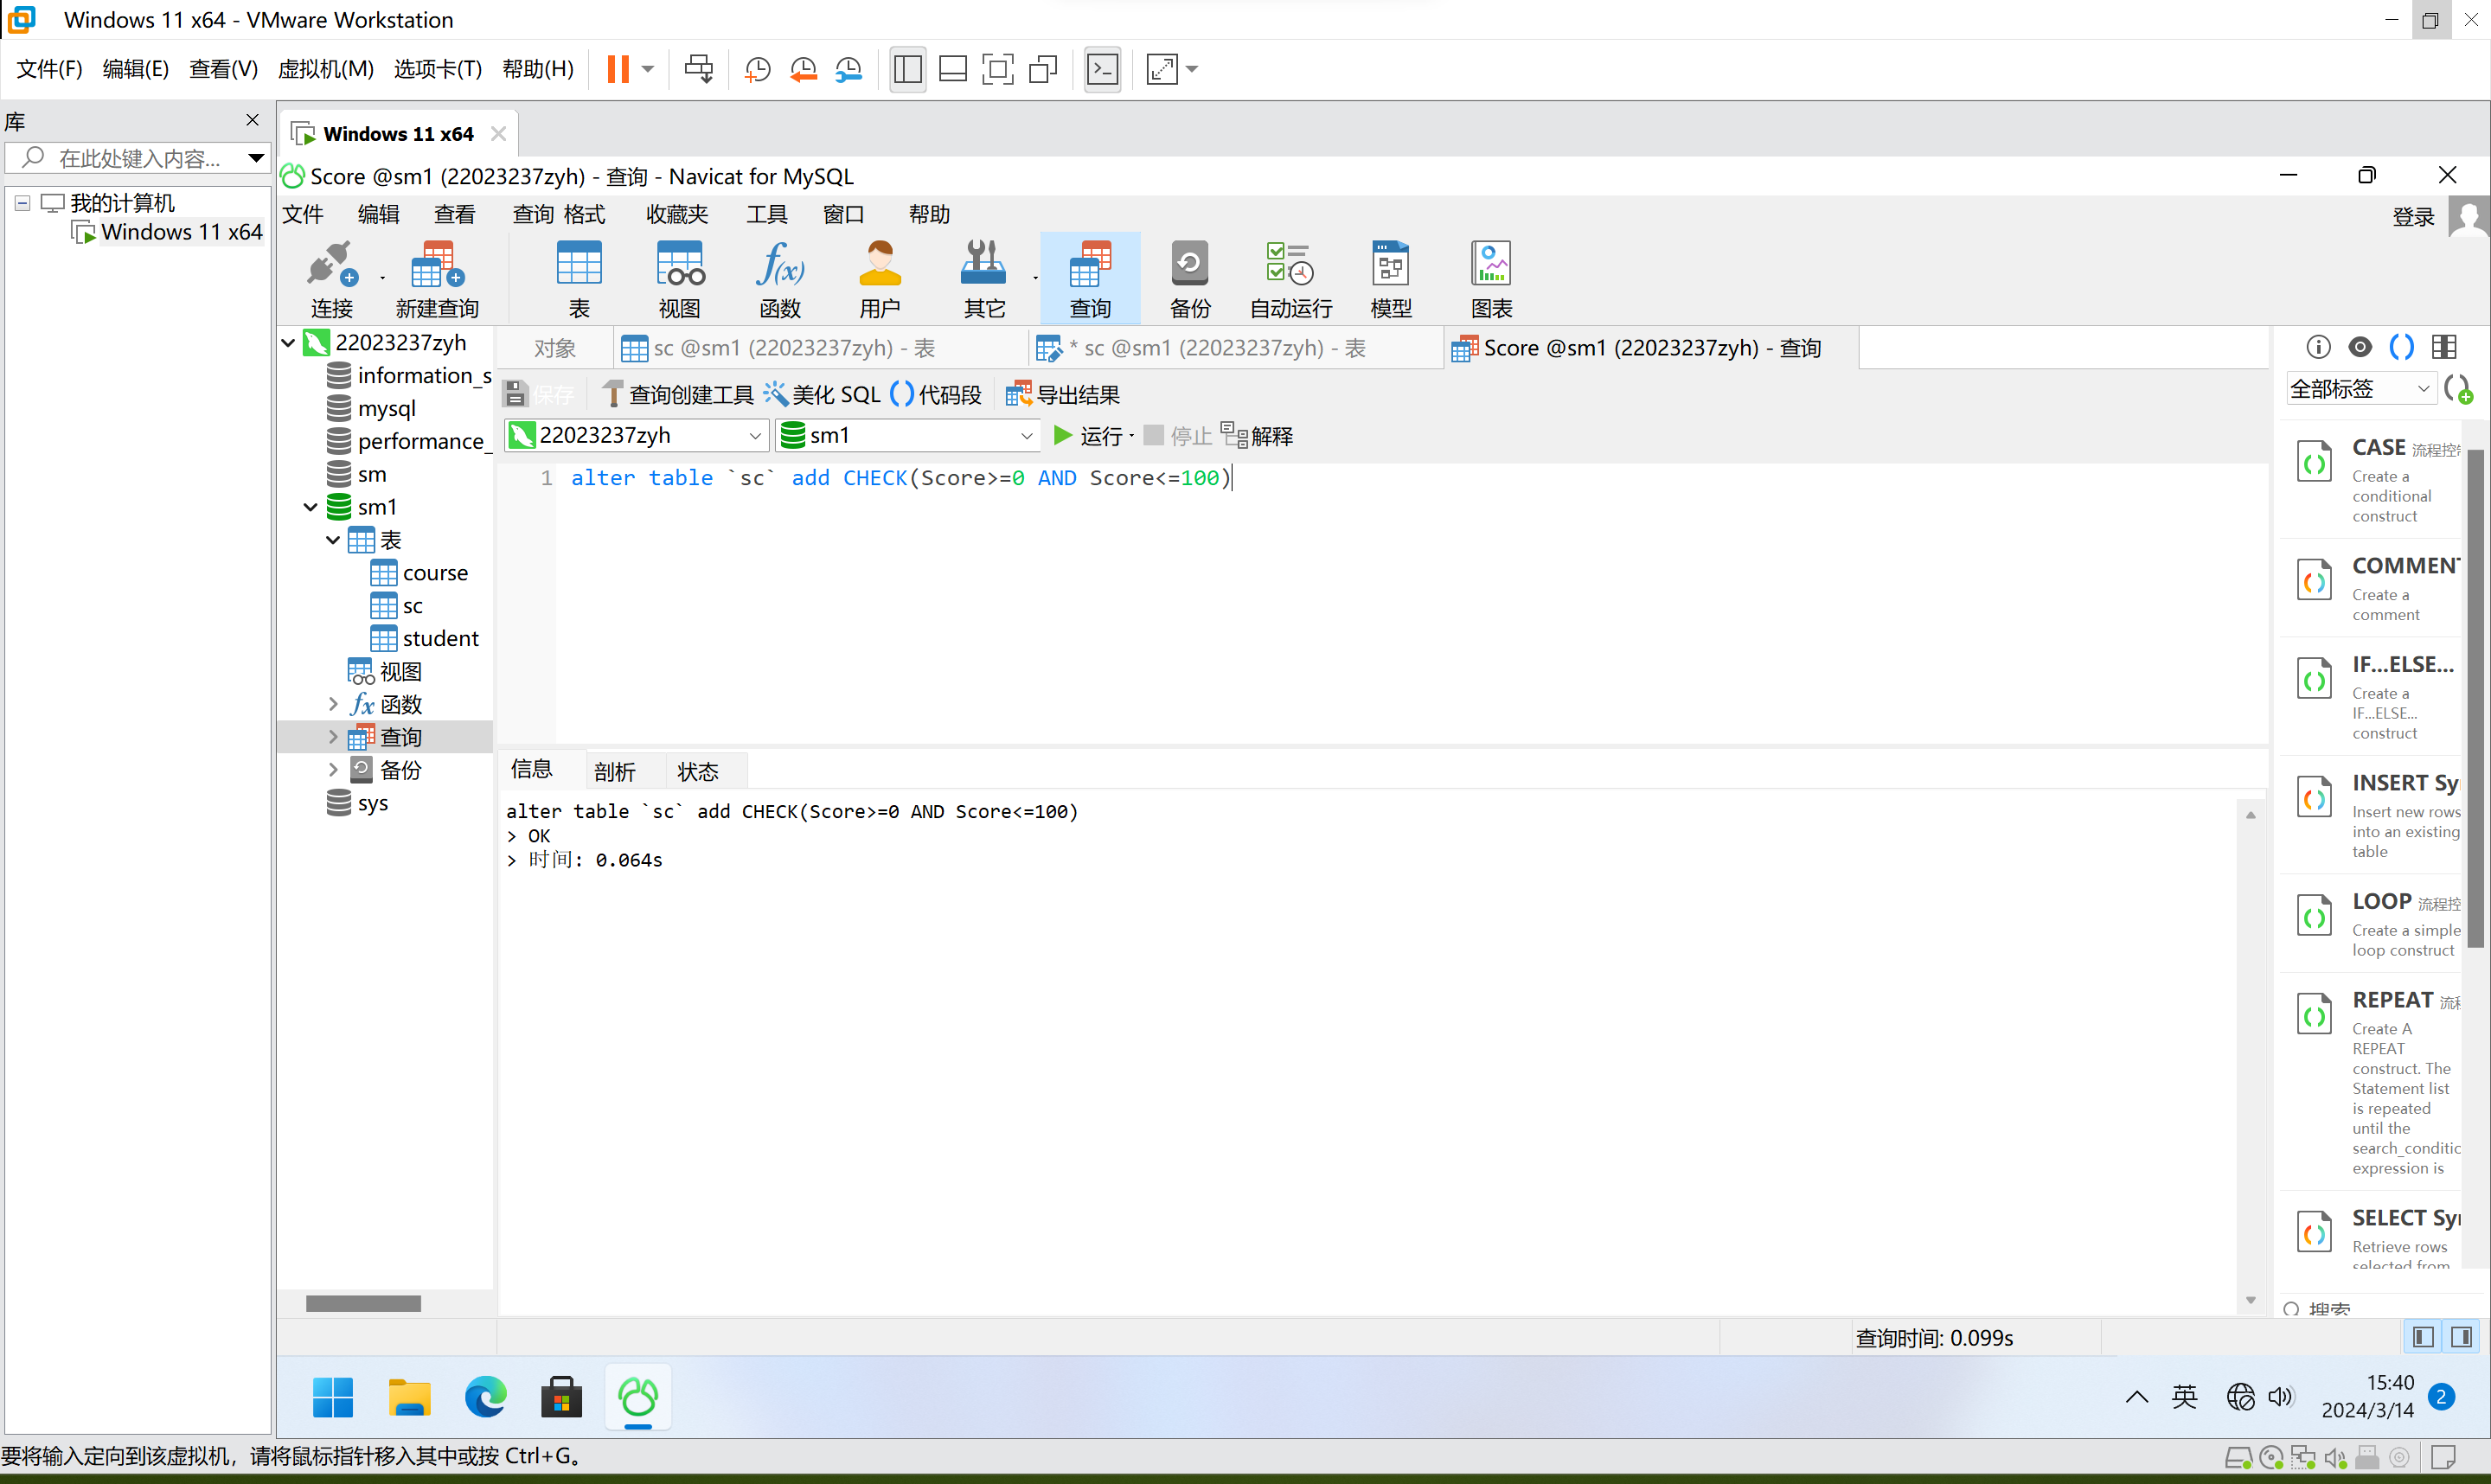 Windows 11 x64 - VMware Workstation
文件(F) 编辑(E) 查看(V) 虚拟机(M) 选项卡(T) 帮助(H)
库
在此处键入内容...
我的计算机
Windows 11 x64
Windows 11 x64
Score @sm1 (22023237zyh) - 查询 - Navicat for MySQL
文件 编辑 查看 查询 格式 收藏夹 工具 窗口 帮助
登录
连接 新建查询 表 视图 函数 用户 其它 查询 备份 自动运行 模型 图表
22023237zyh
information_s
mysql
performance_
sm
sm1
表
course
sc
student
视图
函数
查询
备份
sys
对象 sc @sm1 (22023237zyh) - 表 * sc @sm1 (22023237zyh) - 表 Score @sm1 (22023237zyh) - 查询
保存 查询创建工具 美化 SQL 代码段 导出结果
22023237zyh sm1 运行 停止 解释
1 alter table `sc` add CHECK(Score>=0 AND Score<=100)
信息 剖析 状态
alter table `sc` add CHECK(Score>=0 AND Score<=100)
> OK
> 时间: 0.064s
全部标签
CASE 流程控制
Create a
conditional
construct
COMMENT
Create a
comment
IF...ELSE...
Create a
IF...ELSE...
construct
INSERT Sy
Insert new rows
into an existing
table
LOOP 流程控
Create a simple
loop construct
REPEAT 流程
Create A
REPEAT
construct. The
Statement list
is repeated
until the
search_conditio
expression is
SELECT Sy
Retrieve rows
selected from
搜索
查询时间: 0.099s
英
15:40
2024/3/14
2
要将输入定向到该虚拟机，请将鼠标指针移入其中或按 Ctrl+G。